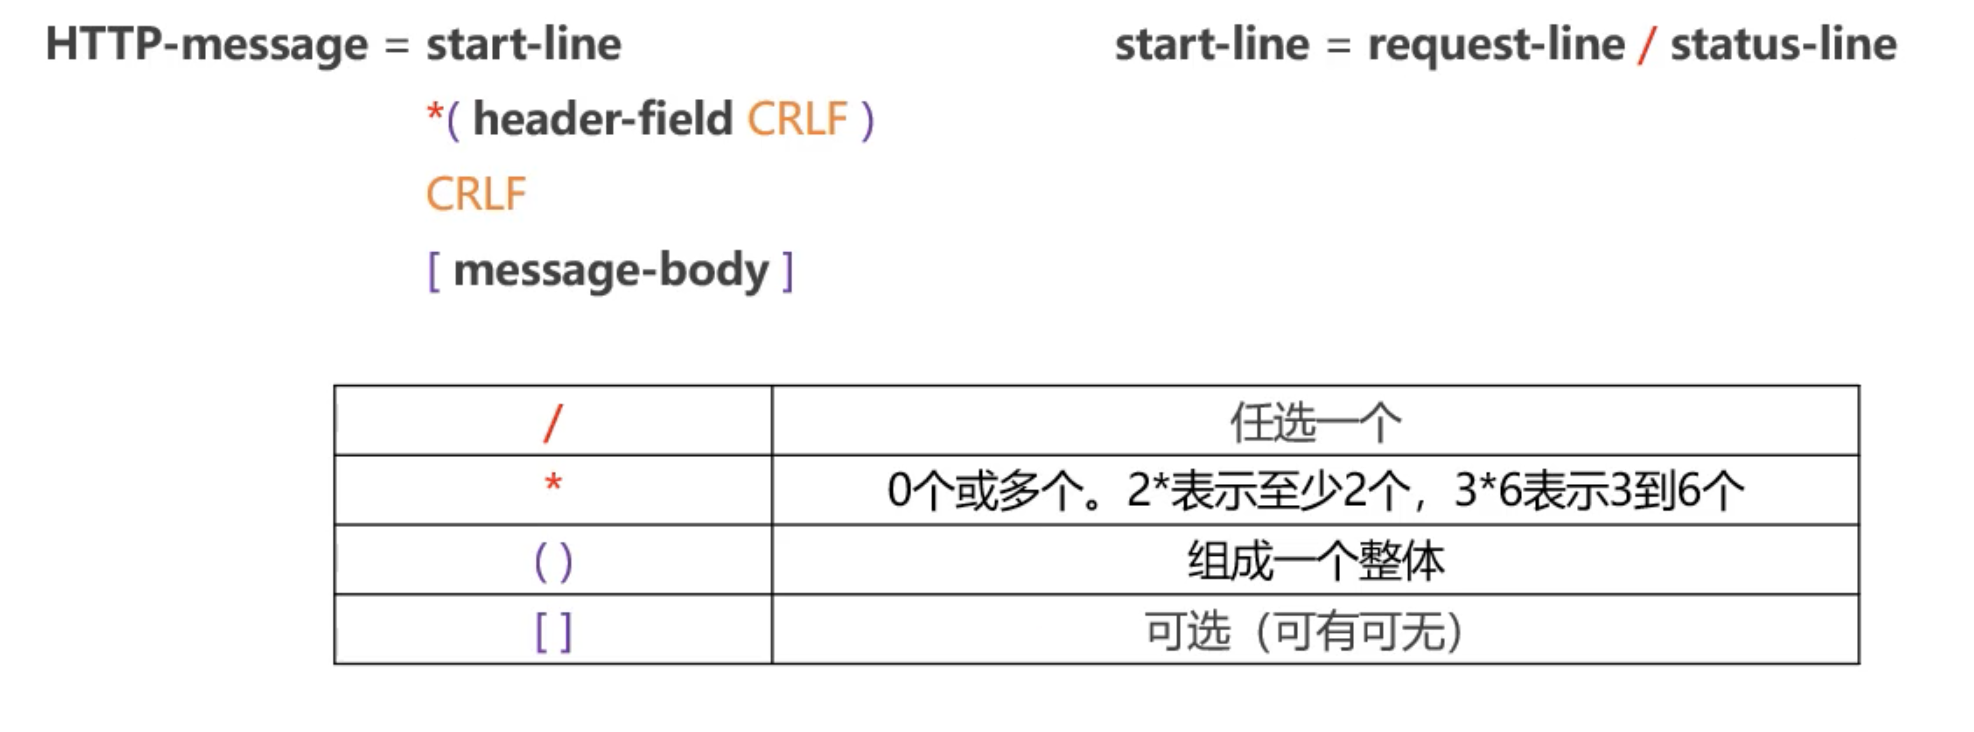 HTTP-message = start-line
start-line = request-line / status-line
*( header-field CRLF )
CRLF
[ message-body ]
/ 任选一个
* 0个或多个。2*表示至少2个，3*6表示3到6个
( ) 组成一个整体
[ ] 可选（可有可无）